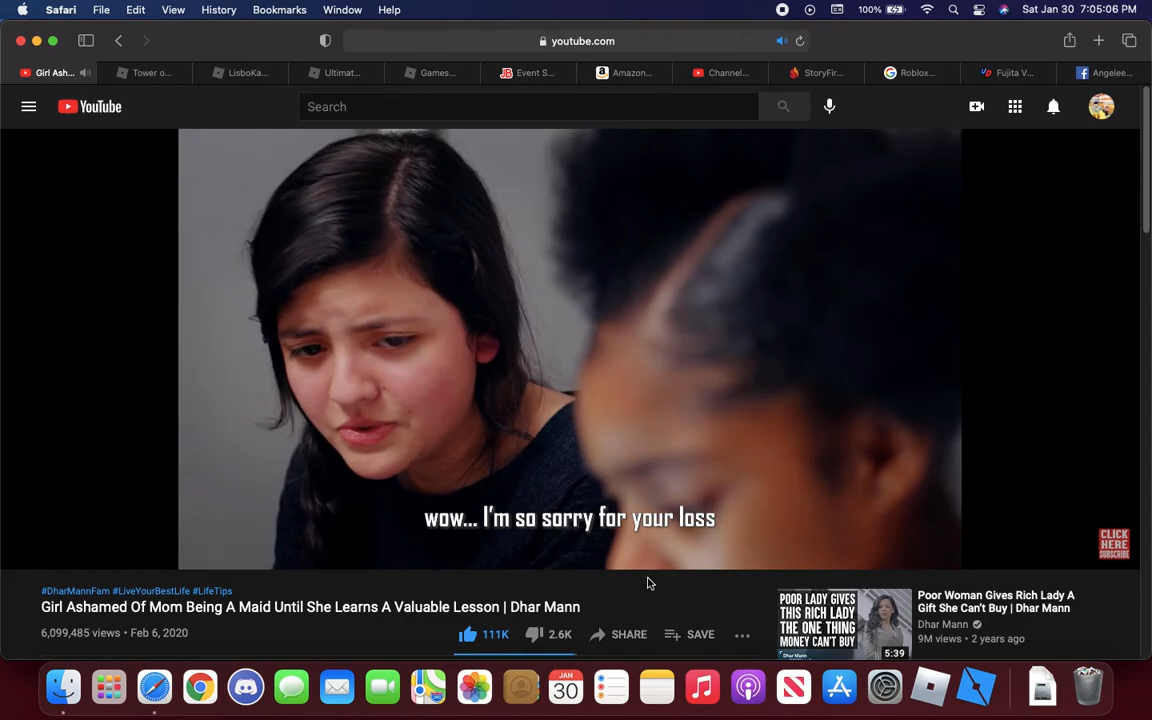 Safari File Edit View History Bookmarks Window Help 100% Sat Jan 30 7:05:06 PM
youtube.com
Girl Ash... Tower o... LisboKa... Ultimat... Games... JB Event S... Amazon... Channel... StoryFir... Roblox... Fujita V... Angelee...
YouTube Search
wow... I'm so sorry for your loss
CLICK
HERE
SUBSCRIBE
#DharMannFam #LiveYourBestLife #LifeTips
Girl Ashamed Of Mom Being A Maid Until She Learns A Valuable Lesson | Dhar Mann
6,099,485 views • Feb 6, 2020
111K 2.6K SHARE SAVE
POOR LADY GIVES
THIS RICH LADY
THE ONE THING
MONEY CAN'T BUY
Dhar Mann
5:39
Poor Woman Gives Rich Lady A
Gift She Can't Buy | Dhar Mann
Dhar Mann
9M views • 2 years ago
JAN
30